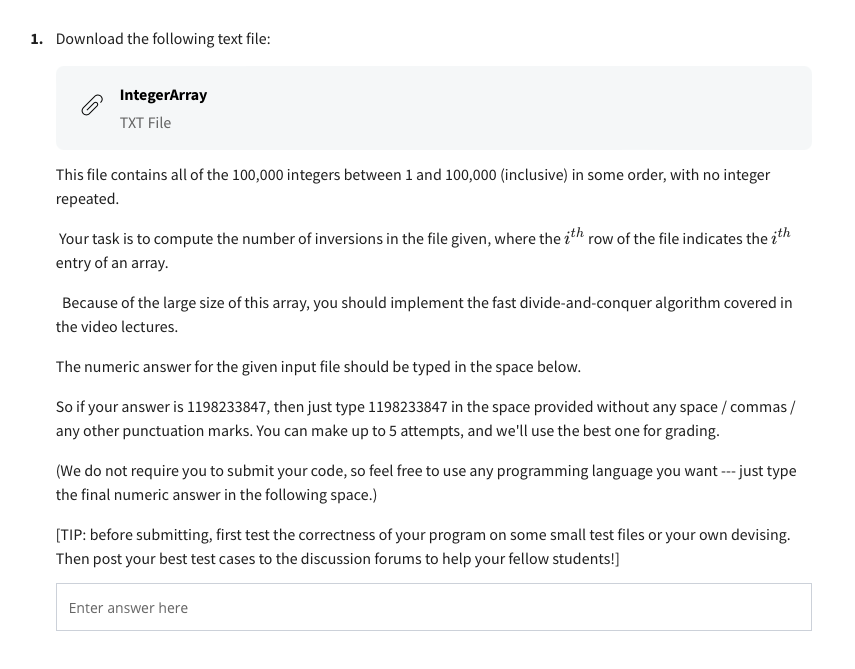 1. Download the following text file:
IntegerArray
TXT File
This file contains all of the 100,000 integers between 1 and 100,000 (inclusive) in some order, with no integer
repeated.
Your task is to compute the number of inversions in the file given, where the i^th row of the file indicates the i^th
entry of an array.
Because of the large size of this array, you should implement the fast divide-and-conquer algorithm covered in
the video lectures.
The numeric answer for the given input file should be typed in the space below.
So if your answer is 1198233847, then just type 1198233847 in the space provided without any space / commas /
any other punctuation marks. You can make up to 5 attempts, and we'll use the best one for grading.
(We do not require you to submit your code, so feel free to use any programming language you want --- just type
the final numeric answer in the following space.)
[TIP: before submitting, first test the correctness of your program on some small test files or your own devising.
Then post your best test cases to the discussion forums to help your fellow students!]
Enter answer here